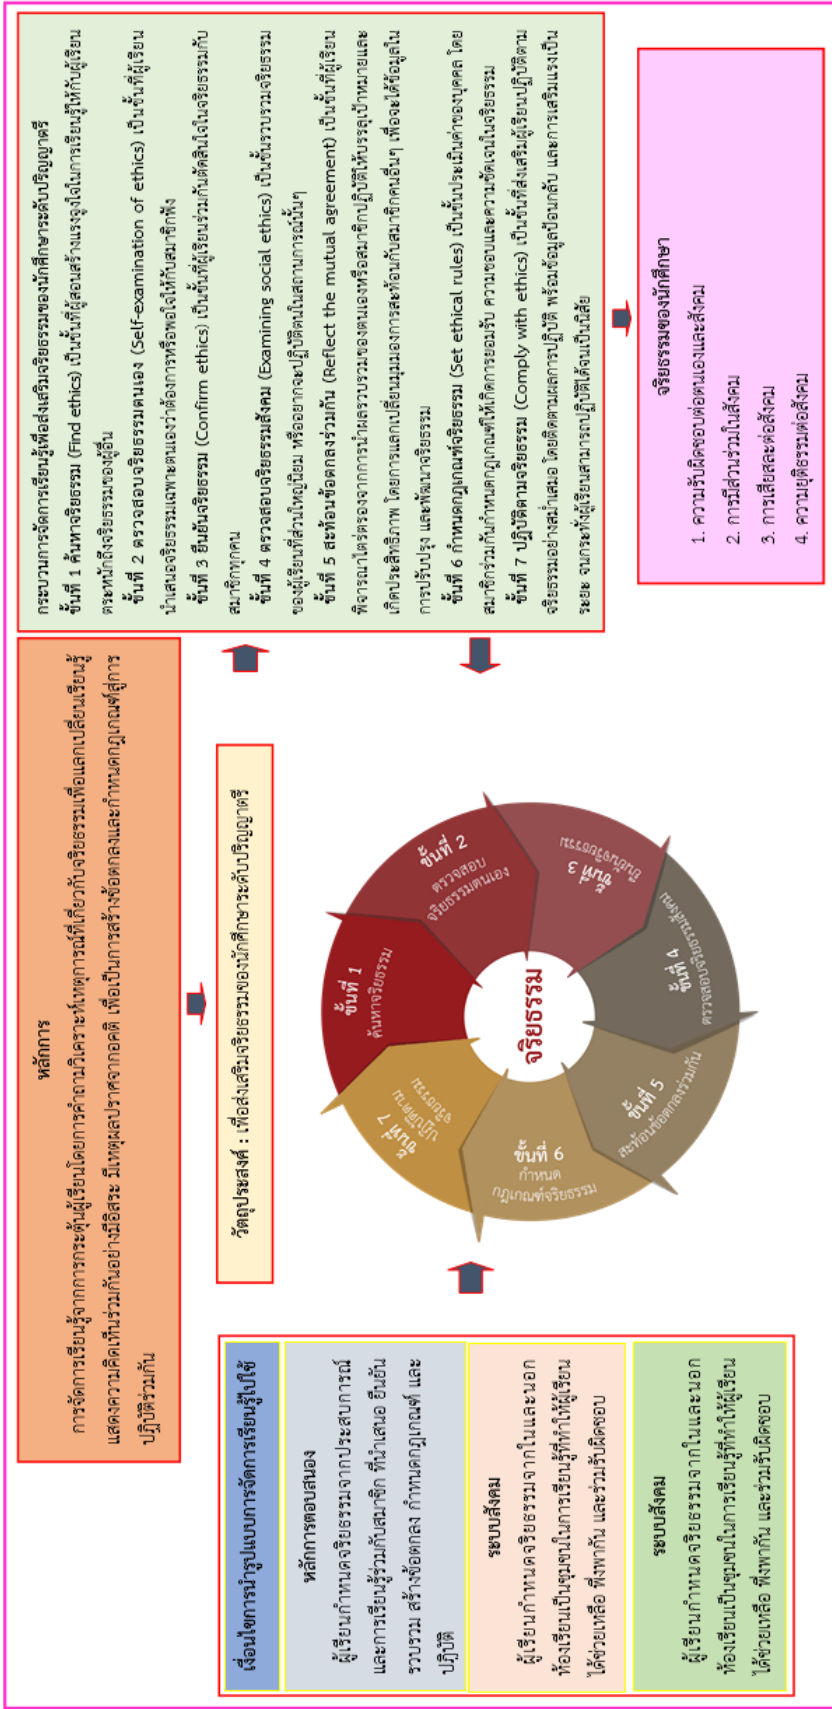 หลักการ
การจัดการเรียนรู้จากการกระตุ้นผู้เรียนโดยการคำถามวิเคราะห์เหตุการณ์ที่เกี่ยวกับจริยธรรมเพื่อแลกเปลี่ยนเรียนรู้
แสดงความคิดเห็นร่วมกันอย่างมีอิสระ มีเหตุผลปราศจากอคติ เพื่อเป็นการสร้างข้อตกลงและกำหนดกฎเกณฑ์สู่การ
ปฏิบัติร่วมกัน
วัตถุประสงค์ : เพื่อส่งเสริมจริยธรรมของนักศึกษาระดับปริญญาตรี
กระบวนการจัดการเรียนรู้เพื่อส่งเสริมจริยธรรมของนักศึกษาระดับปริญญาตรี
ขั้นที่ 1 ค้นหาจริยธรรม (Find ethics) เป็นขั้นที่ผู้สอนสร้างแรงจูงใจในการเรียนรู้ให้กับผู้เรียน
ตระหนักถึงจริยธรรมของผู้อื่น
ขั้นที่ 2 ตรวจสอบจริยธรรมตนเอง (Self-examination of ethics) เป็นขั้นที่ผู้เรียน
นำเสนอจริยธรรมเฉพาะตนเองว่าต้องการหรือพอใจให้กับสมาชิกฟัง
ขั้นที่ 3 ยืนยันจริยธรรม (Confirm ethics) เป็นขั้นที่ผู้เรียนร่วมกันตัดสินใจในจริยธรรมกับ
สมาชิกทุกคน
ขั้นที่ 4 ตรวจสอบจริยธรรมสังคม (Examining social ethics) เป็นขั้นรวบรวมจริยธรรม
ของผู้เรียนที่ส่วนใหญ่นิยม หรืออยากจะปฏิบัติตนในสถานการณ์นั้นๆ
ขั้นที่ 5 สะท้อนข้อตกลงร่วมกัน (Reflect the mutual agreement) เป็นขั้นที่ผู้เรียน
พิจารณาไตร่ตรองจากการนำผลรวบรวมของตนเองหรือสมาชิกปฏิบัติให้บรรลุเป้าหมายและ
เกิดประสิทธิภาพ โดยการแลกเปลี่ยนมุมมองการสะท้อนกับสมาชิกคนอื่นๆ เพื่อจะได้ข้อมูลใน
การปรับปรุง และพัฒนาจริยธรรม
ขั้นที่ 6 กำหนดกฎเกณฑ์จริยธรรม (Set ethical rules) เป็นขั้นประเมินค่าของบุคคล โดย
สมาชิกร่วมกันกำหนดกฎเกณฑ์ให้เกิดการยอมรับ ความชอบและความชัดเจนในจริยธรรม
ขั้นที่ 7 ปฏิบัติตามจริยธรรม (Comply with ethics) เป็นขั้นที่ส่งเสริมผู้เรียนปฏิบัติตาม
จริยธรรมอย่างสม่ำเสมอ โดยติดตามผลการปฏิบัติ พร้อมข้อมูลป้อนกลับ และการเสริมแรงเป็น
ระยะ จนกระทั่งผู้เรียนสามารถปฏิบัติได้จนเป็นนิสัย
เงื่อนไขการนำรูปแบบการจัดการเรียนรู้ไปใช้
หลักการตอบสนอง
ผู้เรียนกำหนดจริยธรรมจากประสบการณ์
และการเรียนรู้ร่วมกับสมาชิก ที่นำเสนอ ยืนยัน
รวบรวม สร้างข้อตกลง กำหนดกฎเกณฑ์ และ
ปฏิบัติ
ระบบสังคม
ผู้เรียนกำหนดจริยธรรมจากในและนอก
ห้องเรียนเป็นชุมชนในการเรียนรู้ที่ทำให้ผู้เรียน
ได้ช่วยเหลือ พึ่งพากัน และร่วมรับผิดชอบ
ระบบสังคม
ผู้เรียนกำหนดจริยธรรมจากในและนอก
ห้องเรียนเป็นชุมชนในการเรียนรู้ที่ทำให้ผู้เรียน
ได้ช่วยเหลือ พึ่งพากัน และร่วมรับผิดชอบ
จริยธรรม
ขั้นที่ 1
ค้นหาจริยธรรม
ขั้นที่ 2
ตรวจสอบ
จริยธรรมตนเอง
ขั้นที่ 3
ยืนยันจริยธรรม
ขั้นที่ 4
ตรวจสอบจริยธรรมสังคม
ขั้นที่ 5
สะท้อนข้อตกลงร่วมกัน
ขั้นที่ 6
กำหนด
กฎเกณฑ์จริยธรรม
ขั้นที่ 7
ปฏิบัติตาม
จริยธรรม
จริยธรรมของนักศึกษา
1. ความรับผิดชอบต่อตนเองและสังคม
2. การมีส่วนร่วมในสังคม
3. การเสียสละต่อสังคม
4. ความยุติธรรมต่อสังคม